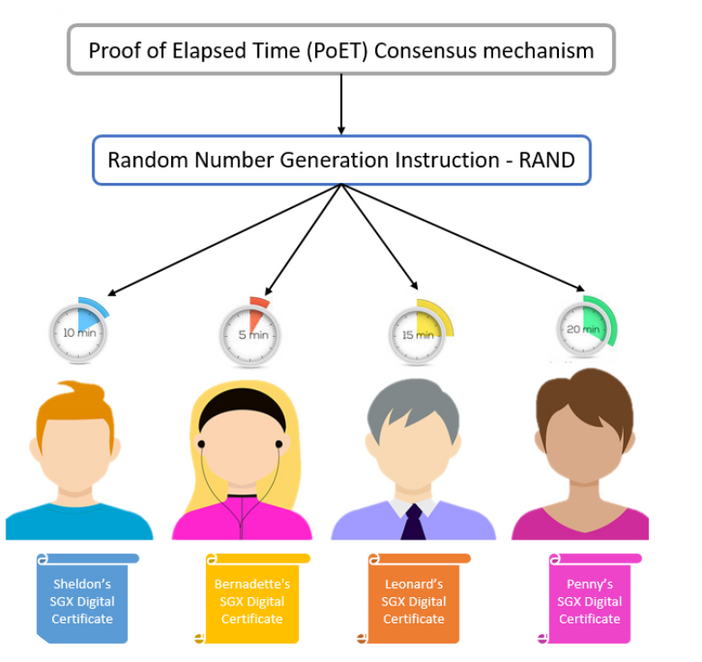 Proof of Elapsed Time (PoET) Consensus mechanism
Random Number Generation Instruction - RAND
10 min
5 min
15 min
20 min
Sheldon’s
SGX Digital
Certificate
Bernadette's
SGX Digital
Certificate
Leonard’s
SGX Digital
Certificate
Penny’s
SGX Digital
Certificate